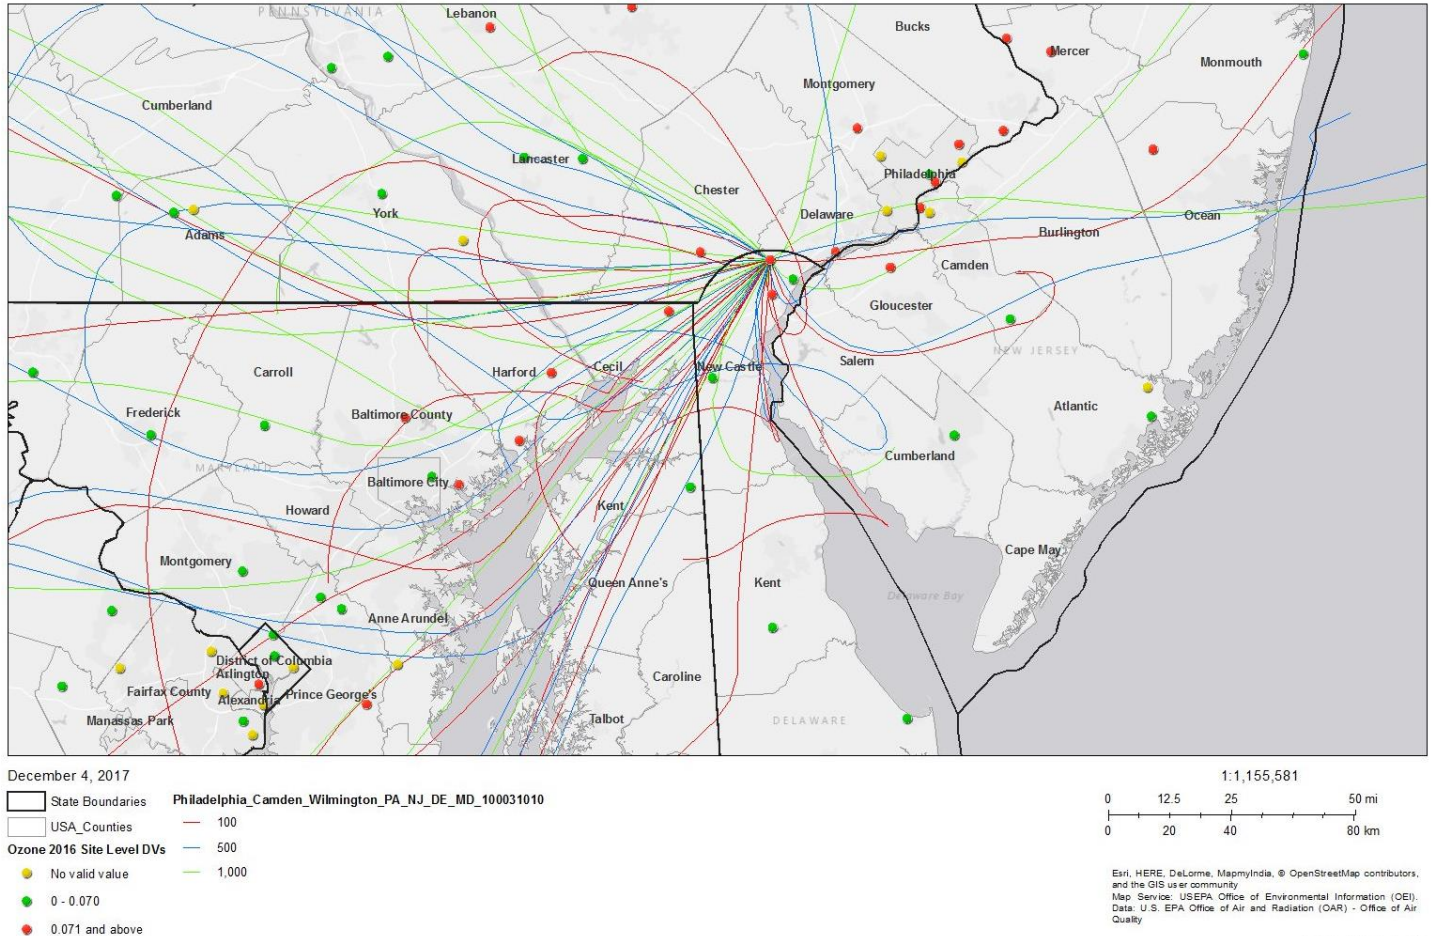 PENNSYLVANIA
Lebanon
Bucks
Mercer
Monmouth
Montgomery
Cumberland
Lancaster
Philadelphia
Chester
York
Delaware
Ocean
Adams
Burlington
Camden
Gloucester
NEW JERSEY
Salem
Cecil
New Castle
Carroll
Harford
Atlantic
Frederick
Baltimore County
Cumberland
MARYLAND
Baltimore City
Kent
Howard
Cape May
Montgomery
Queen Anne's
Kent
Delaware Bay
Anne Arundel
District of Columbia
Arlington
Caroline
Fairfax County
Prince George's
Alexandria
Manassas Park
Talbot
DELAWARE
December 4, 2017
State Boundaries
USA_Counties
Ozone 2016 Site Level DVs
No valid value
0 - 0.070
0.071 and above
Philadelphia_Camden_Wilmington_PA_NJ_DE_MD_100031010
100
500
1,000
1:1,155,581
0 12.5 25 50 mi
0 20 40 80 km
Esri, HERE, DeLorme, MapmyIndia, © OpenStreetMap contributors,
and the GIS user community
Map Service: USEPA Office of Environmental Information (OEI).
Data: U.S. EPA Office of Air and Radiation (OAR) - Office of Air
Quality